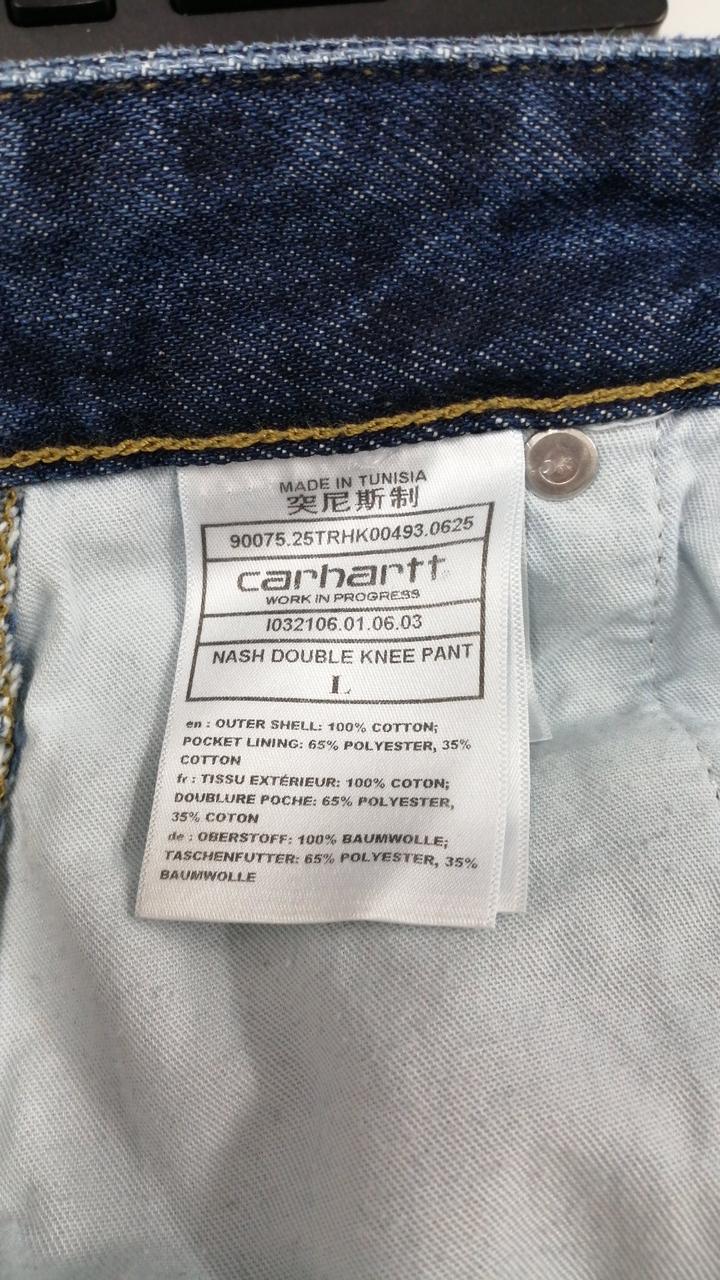 MADE IN TUNISIA
突尼斯制
90075.25TRHK00493.0625
carhartt
WORK IN PROGRESS
I032106.01.06.03
NASH DOUBLE KNEE PANT
L
en : OUTER SHELL: 100% COTTON;
POCKET LINING: 65% POLYESTER, 35%
COTTON
fr : TISSU EXTÉRIEUR: 100% COTON;
DOUBLURE POCHE: 65% POLYESTER,
35% COTON
de : OBERSTOFF: 100% BAUMWOLLE;
TASCHENFUTTER: 65% POLYESTER, 35%
BAUMWOLLE